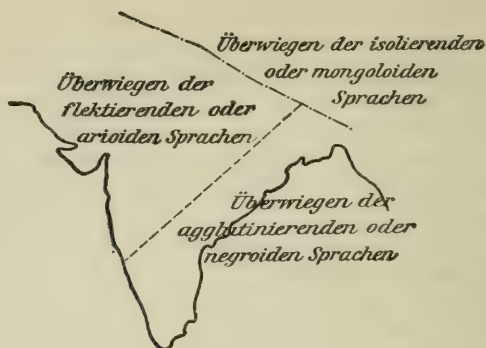 Überwiegen der isolierenden
oder mongoloiden
Sprachen
Überwiegen der
flektierenden oder
arioiden Sprachen
Überwiegen der
agglutinierenden oder
negroiden Sprachen